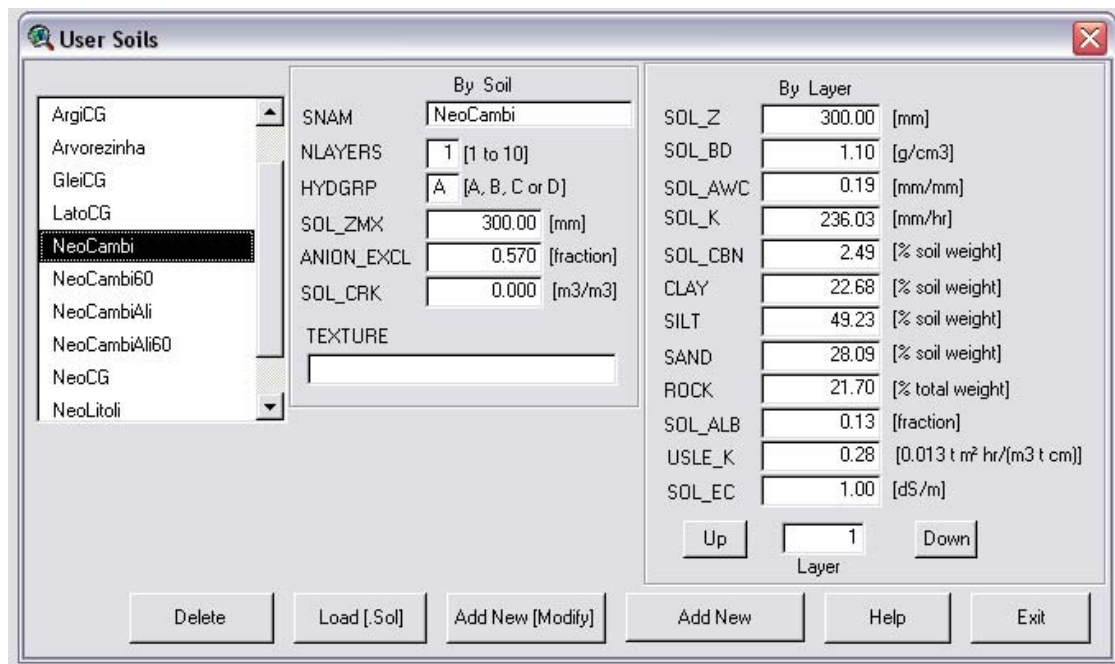 User Soils
ArgiCG
Arvorezinha
GleiCG
LatoCG
NeoCambi
NeoCambi60
NeoCambiAli
NeoCambiAli60
NeoCG
NeoLitoli
By Soil
SNAM NeoCambi
NLAYERS 1 [1 to 10]
HYDGRP A [A, B, C or D]
SOL_ZMX 300.00 [mm]
ANION_EXCL 0.570 [fraction]
SOL_CRK 0.000 [m3/m3]
TEXTURE
By Layer
SOL_Z 300.00 [mm]
SOL_BD 1.10 [g/cm3]
SOL_AWC 0.19 [mm/mm]
SOL_K 236.03 [mm/hr]
SOL_CBN 2.49 [% soil weight]
CLAY 22.68 [% soil weight]
SILT 49.23 [% soil weight]
SAND 28.09 [% soil weight]
ROCK 21.70 [% total weight]
SOL_ALB 0.13 [fraction]
USLE_K 0.28 [0.013 t m² hr/(m3 t cm)]
SOL_EC 1.00 [dS/m]
Up 1 Down
Layer
Delete Load [.Sol] Add New [Modify] Add New Help Exit